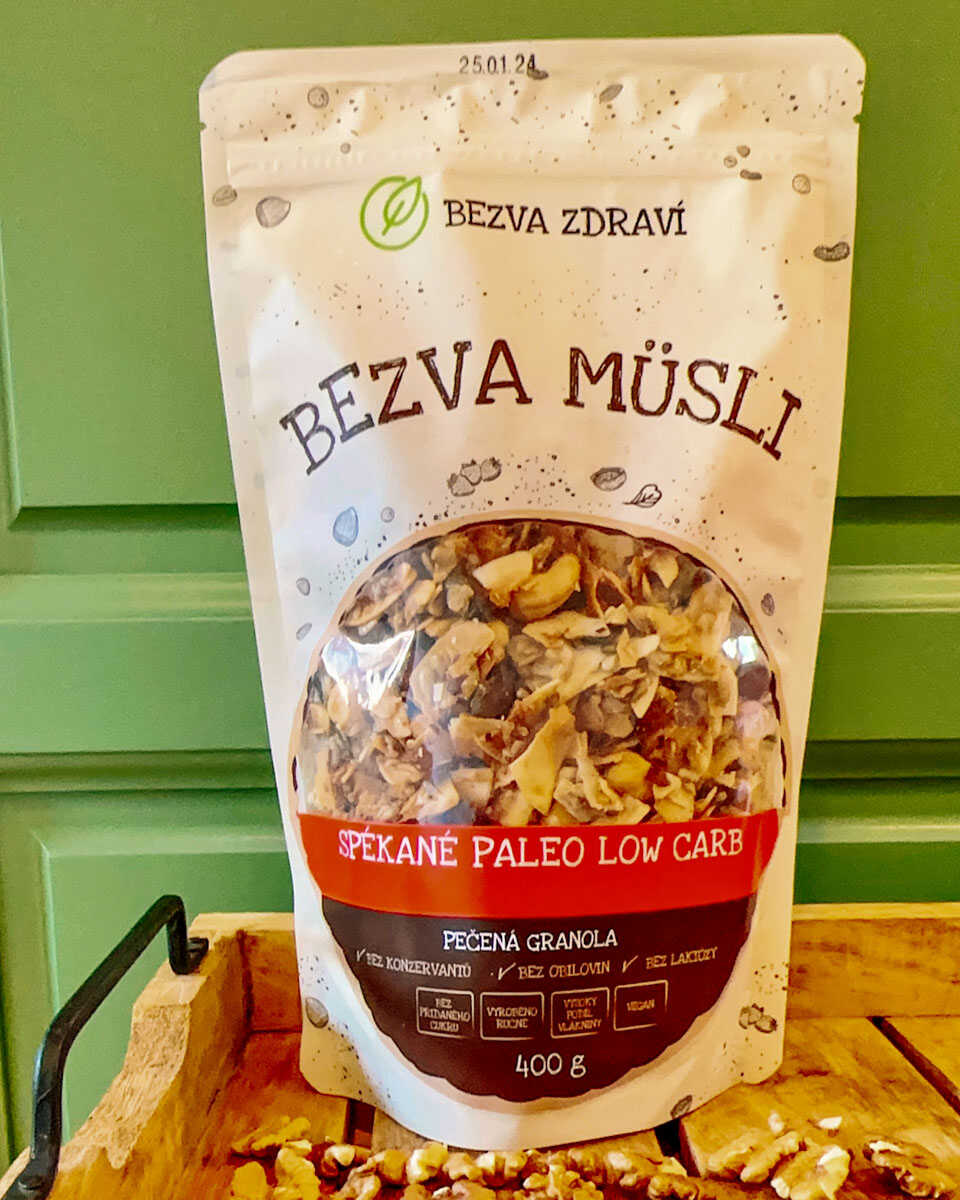 25.01.24
BEZVA ZDRAVÍ
BEZVA MÜSLI
SPÉKANÉ PALEO LOW CARB
PEČENÁ GRANOLA
✓ BEZ KONZERVANTŮ ✓ BEZ OBILOVIN ✓ BEZ LAKTÓZY
BEZ
PŘIDANÉHO
CUKRU
VYROBENO
RUČNĚ
VYSOKÝ
PODÍL
VLÁKNINY
VEGAN
400 g